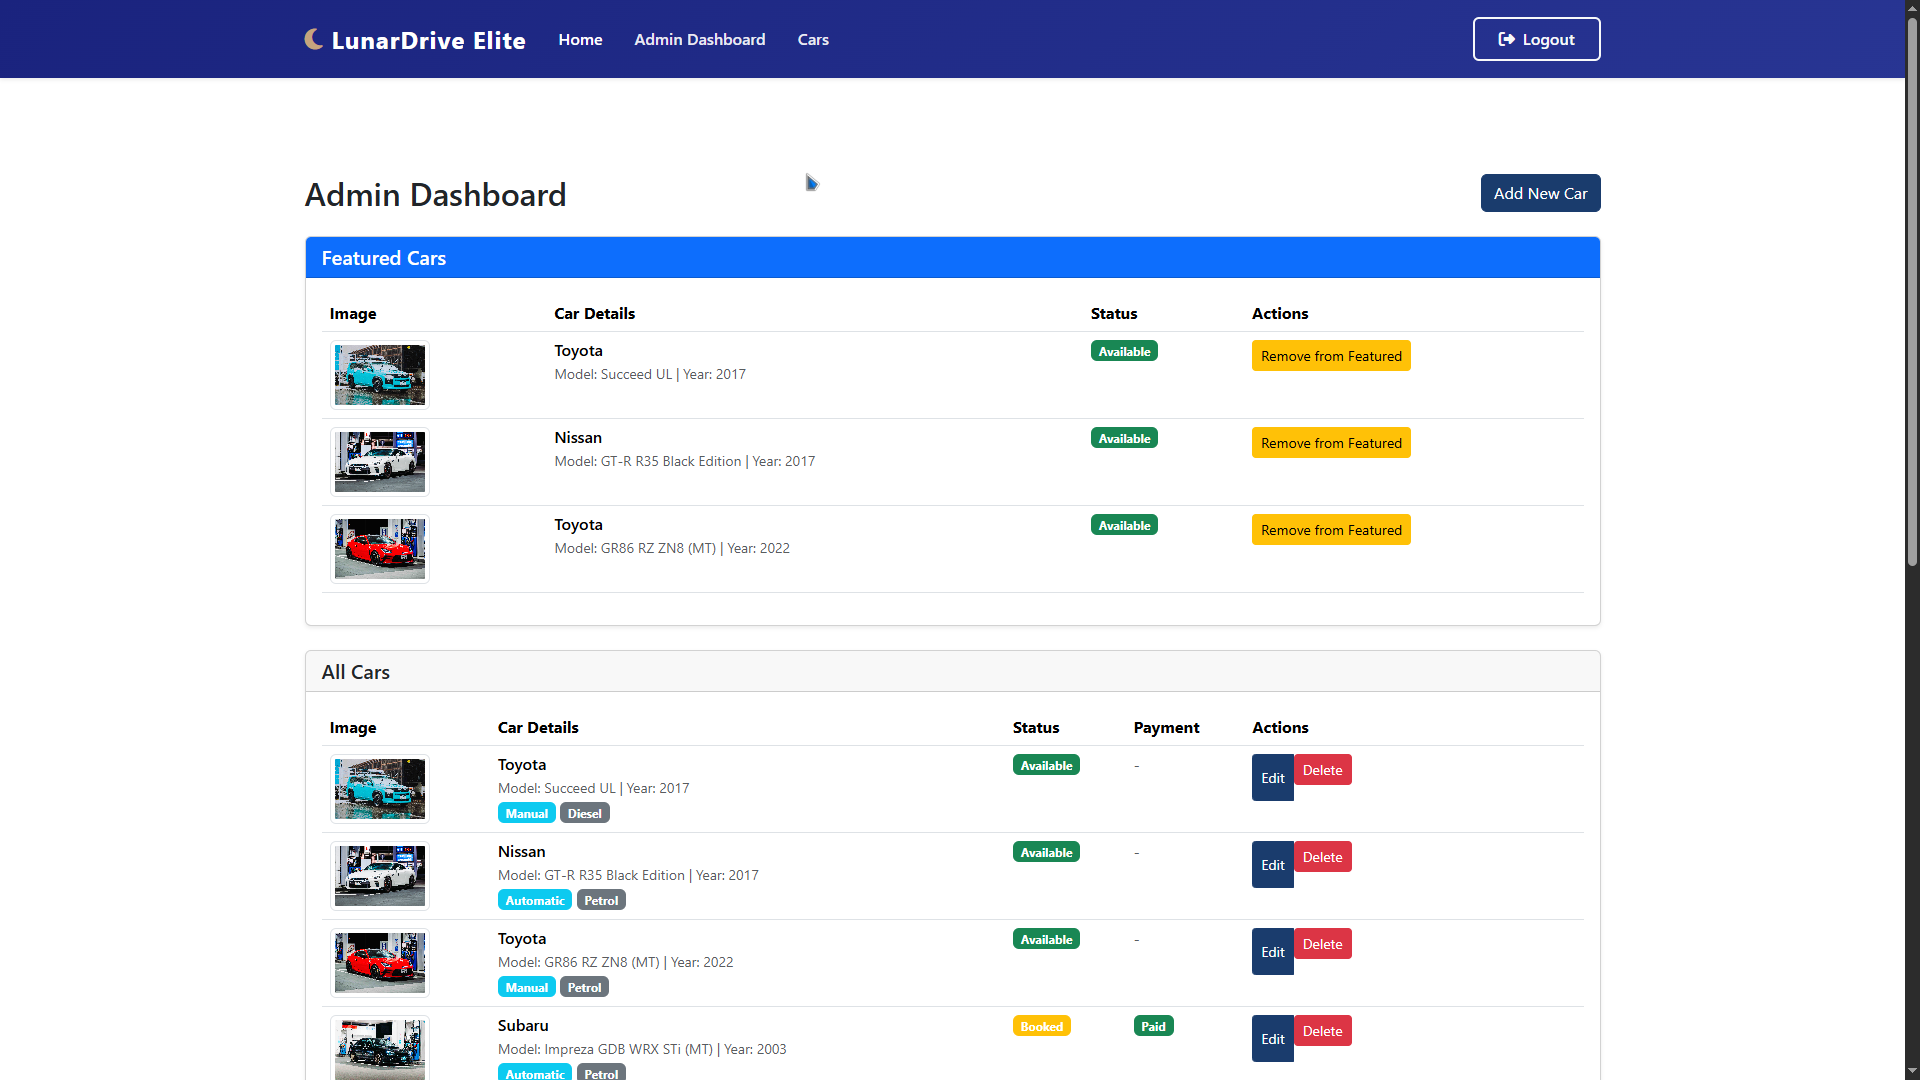 LunarDrive Elite Home Admin Dashboard Cars Logout
Admin Dashboard Add New Car
Featured Cars
Image Car Details Status Actions
Toyota Available Remove from Featured
Model: Succeed UL | Year: 2017
Nissan Available Remove from Featured
Model: GT-R R35 Black Edition | Year: 2017
Toyota Available Remove from Featured
Model: GR86 RZ ZN8 (MT) | Year: 2022
All Cars
Image Car Details Status Payment Actions
Toyota Available - Edit Delete
Model: Succeed UL | Year: 2017
Manual Diesel
Nissan Available - Edit Delete
Model: GT-R R35 Black Edition | Year: 2017
Automatic Petrol
Toyota Available - Edit Delete
Model: GR86 RZ ZN8 (MT) | Year: 2022
Manual Petrol
Subaru Booked Paid Edit Delete
Model: Impreza GDB WRX STi (MT) | Year: 2003
Automatic Petrol